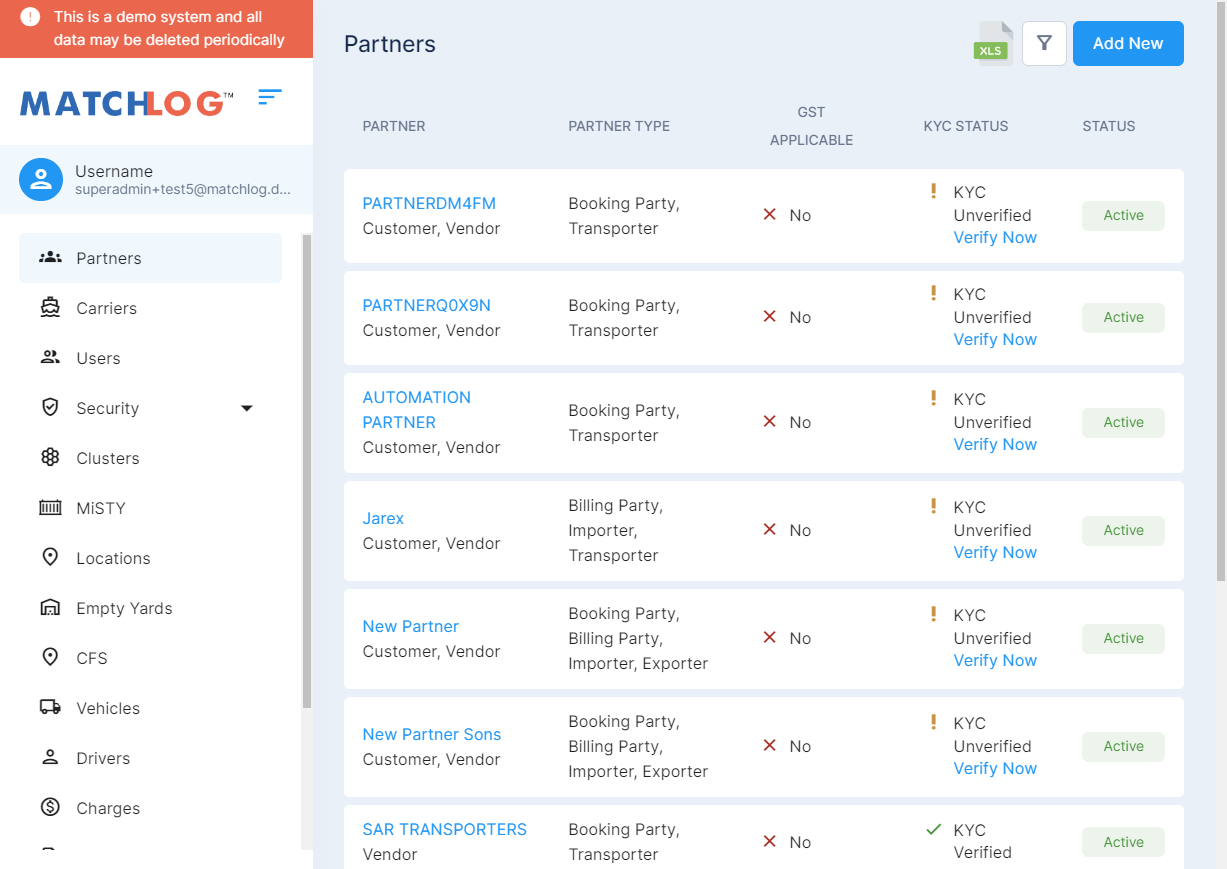 This is a demo system and all
data may be deleted periodically
MATCHLOG™
Username
superadmin+test5@matchlog.d...
Partners
Carriers
Users
Security
Clusters
MiSTY
Locations
Empty Yards
CFS
Vehicles
Drivers
Charges
Partners
XLS
Add New
PARTNER
PARTNER TYPE
GST
APPLICABLE
KYC STATUS
STATUS
PARTNERDM4FM
Customer, Vendor
Booking Party,
Transporter
No
KYC
Unverified
Verify Now
Active
PARTNERQ0X9N
Customer, Vendor
Booking Party,
Transporter
No
KYC
Unverified
Verify Now
Active
AUTOMATION
PARTNER
Customer, Vendor
Booking Party,
Transporter
No
KYC
Unverified
Verify Now
Active
Jarex
Customer, Vendor
Billing Party,
Importer,
Transporter
No
KYC
Unverified
Verify Now
Active
New Partner
Customer, Vendor
Booking Party,
Billing Party,
Importer, Exporter
No
KYC
Unverified
Verify Now
Active
New Partner Sons
Customer, Vendor
Booking Party,
Billing Party,
Importer, Exporter
No
KYC
Unverified
Verify Now
Active
SAR TRANSPORTERS
Vendor
Booking Party,
Transporter
No
KYC
Verified
Active